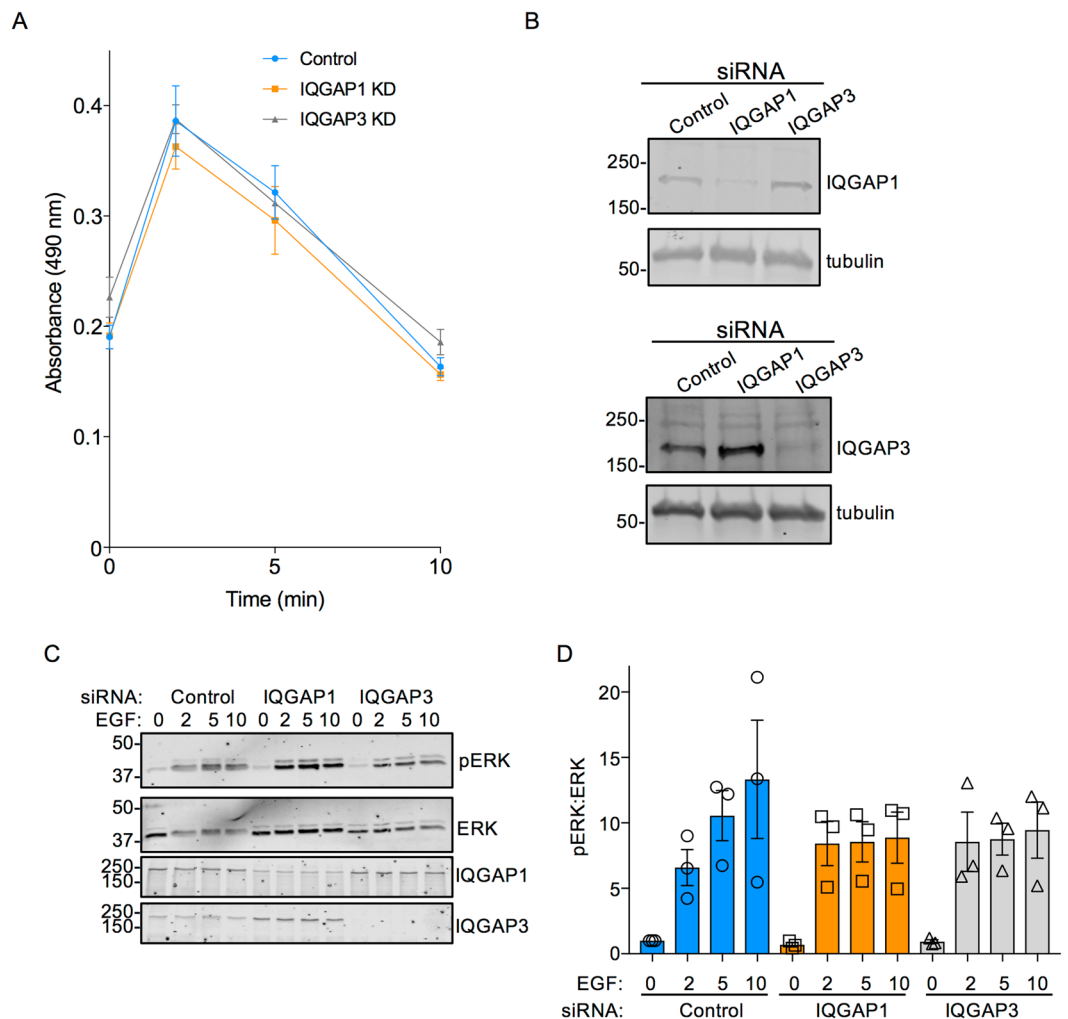 A
Control
IQGAP1 KD
IQGAP3 KD
0.4
0.3
0.2
0.1
0
0 5 10
Absorbance (490 nm)
Time (min)
B
siRNA
Control IQGAP1 IQGAP3
250-
150-
IQGAP1
50-
tubulin
siRNA
Control IQGAP1 IQGAP3
250-
150-
IQGAP3
50-
tubulin
C
siRNA: Control IQGAP1 IQGAP3
EGF: 0 2 5 10 0 2 5 10 0 2 5 10
50-
37-
pERK
50-
37-
ERK
250-
150-
IQGAP1
250-
150-
IQGAP3
D
20
15
10
5
0
pERK:ERK
EGF: 0 2 5 10 0 2 5 10 0 2 5 10
siRNA: Control IQGAP1 IQGAP3